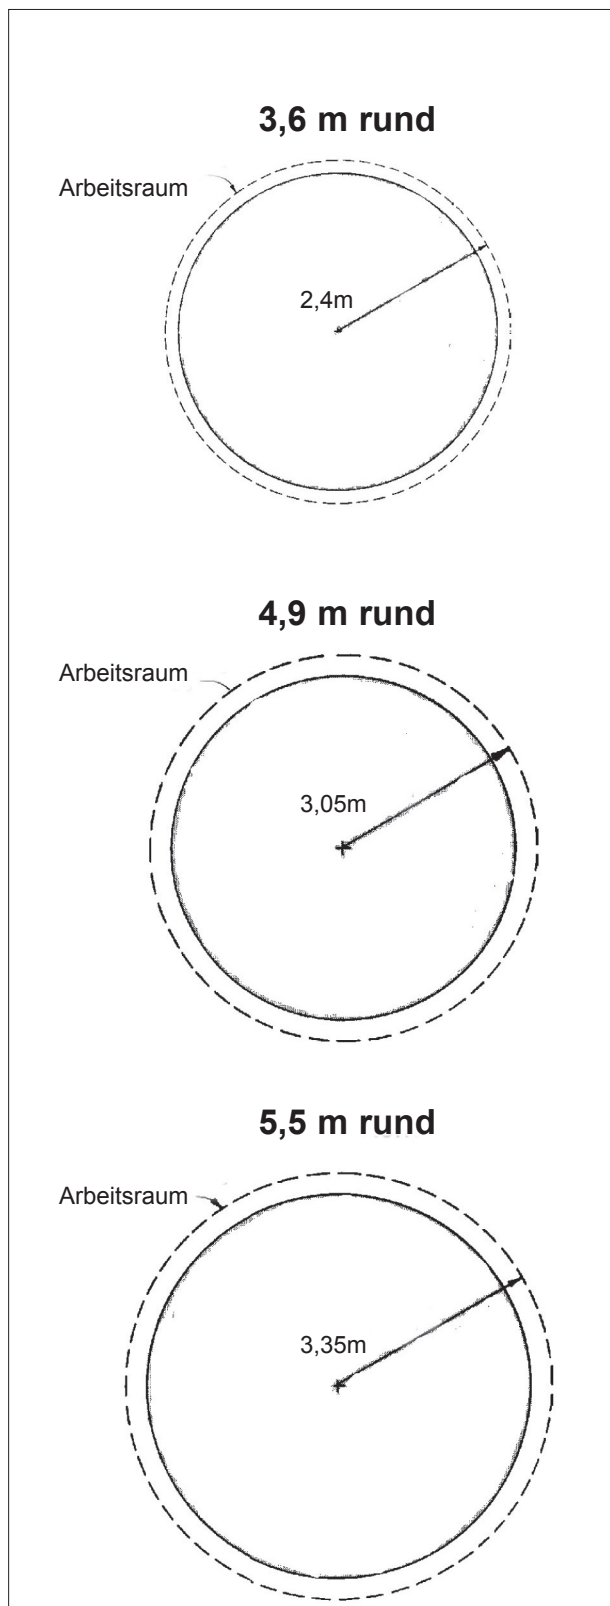 3,6 m rund
Arbeitsraum
2,4m
4,9 m rund
Arbeitsraum
3,05m
5,5 m rund
Arbeitsraum
3,35m